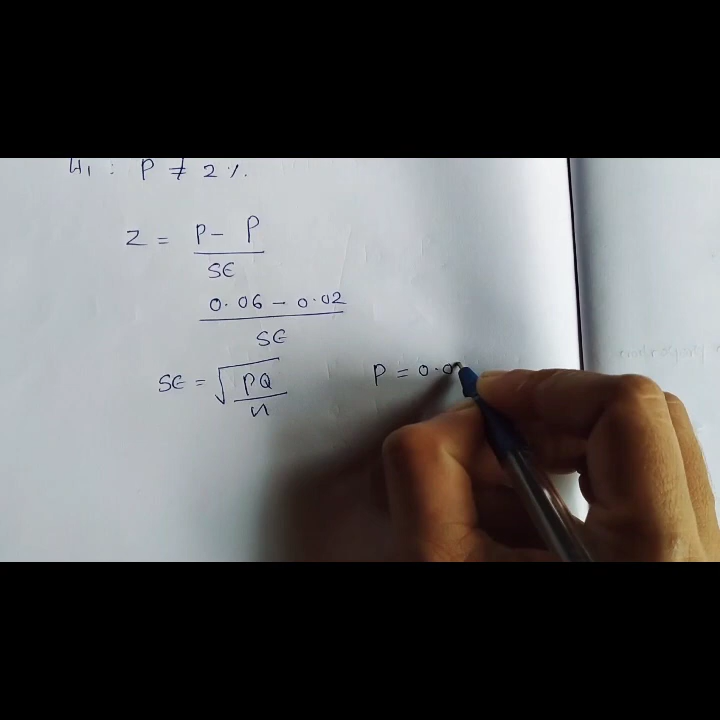 H₁ : P ≠ 2 %.
Z = p - P
SE
0.06 - 0.02
SE
SE = √PQ
n
P = 0.0